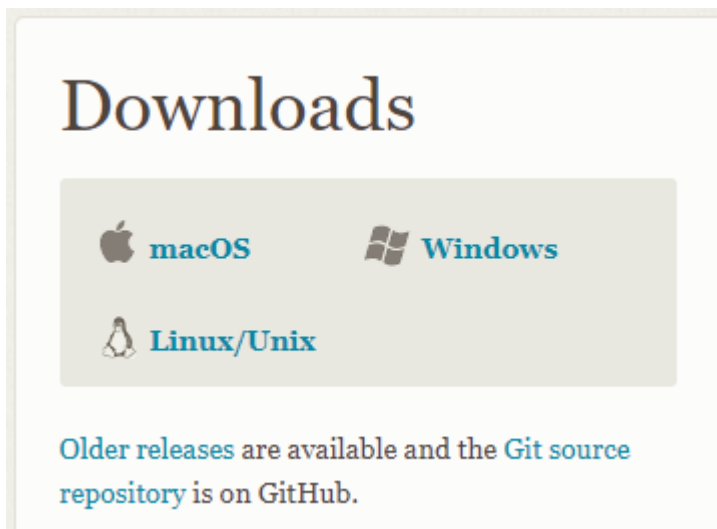 Downloads
macOS
Windows
Linux/Unix
Older releases are available and the Git source
repository is on GitHub.